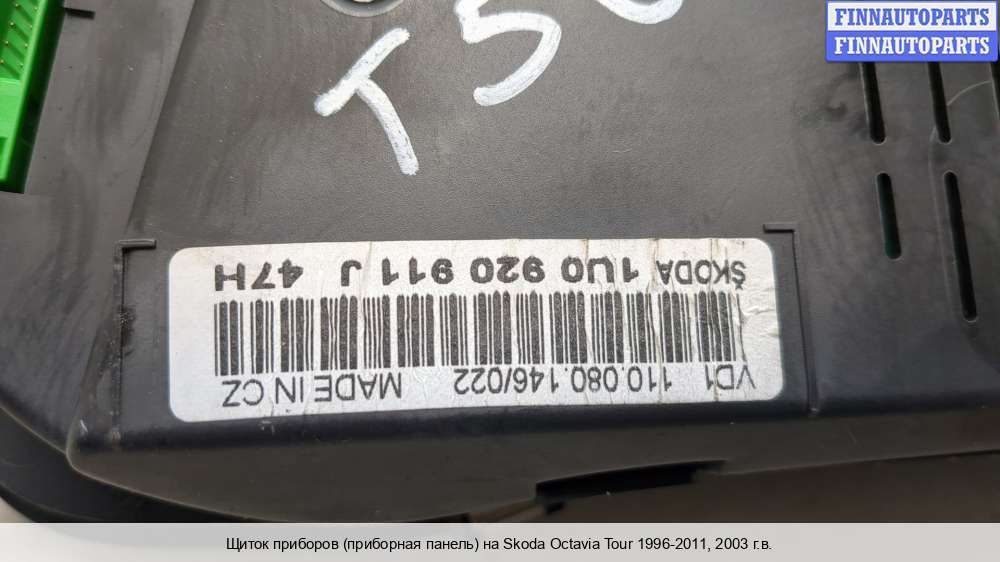 FINNAUTOPARTS
FINNAUTOPARTS
ŠKODA 1U0 920 911 J 47H
VD1 110.080.146/022 MADE IN CZ
Щиток приборов (приборная панель) на Skoda Octavia Tour 1996-2011, 2003 г.в.